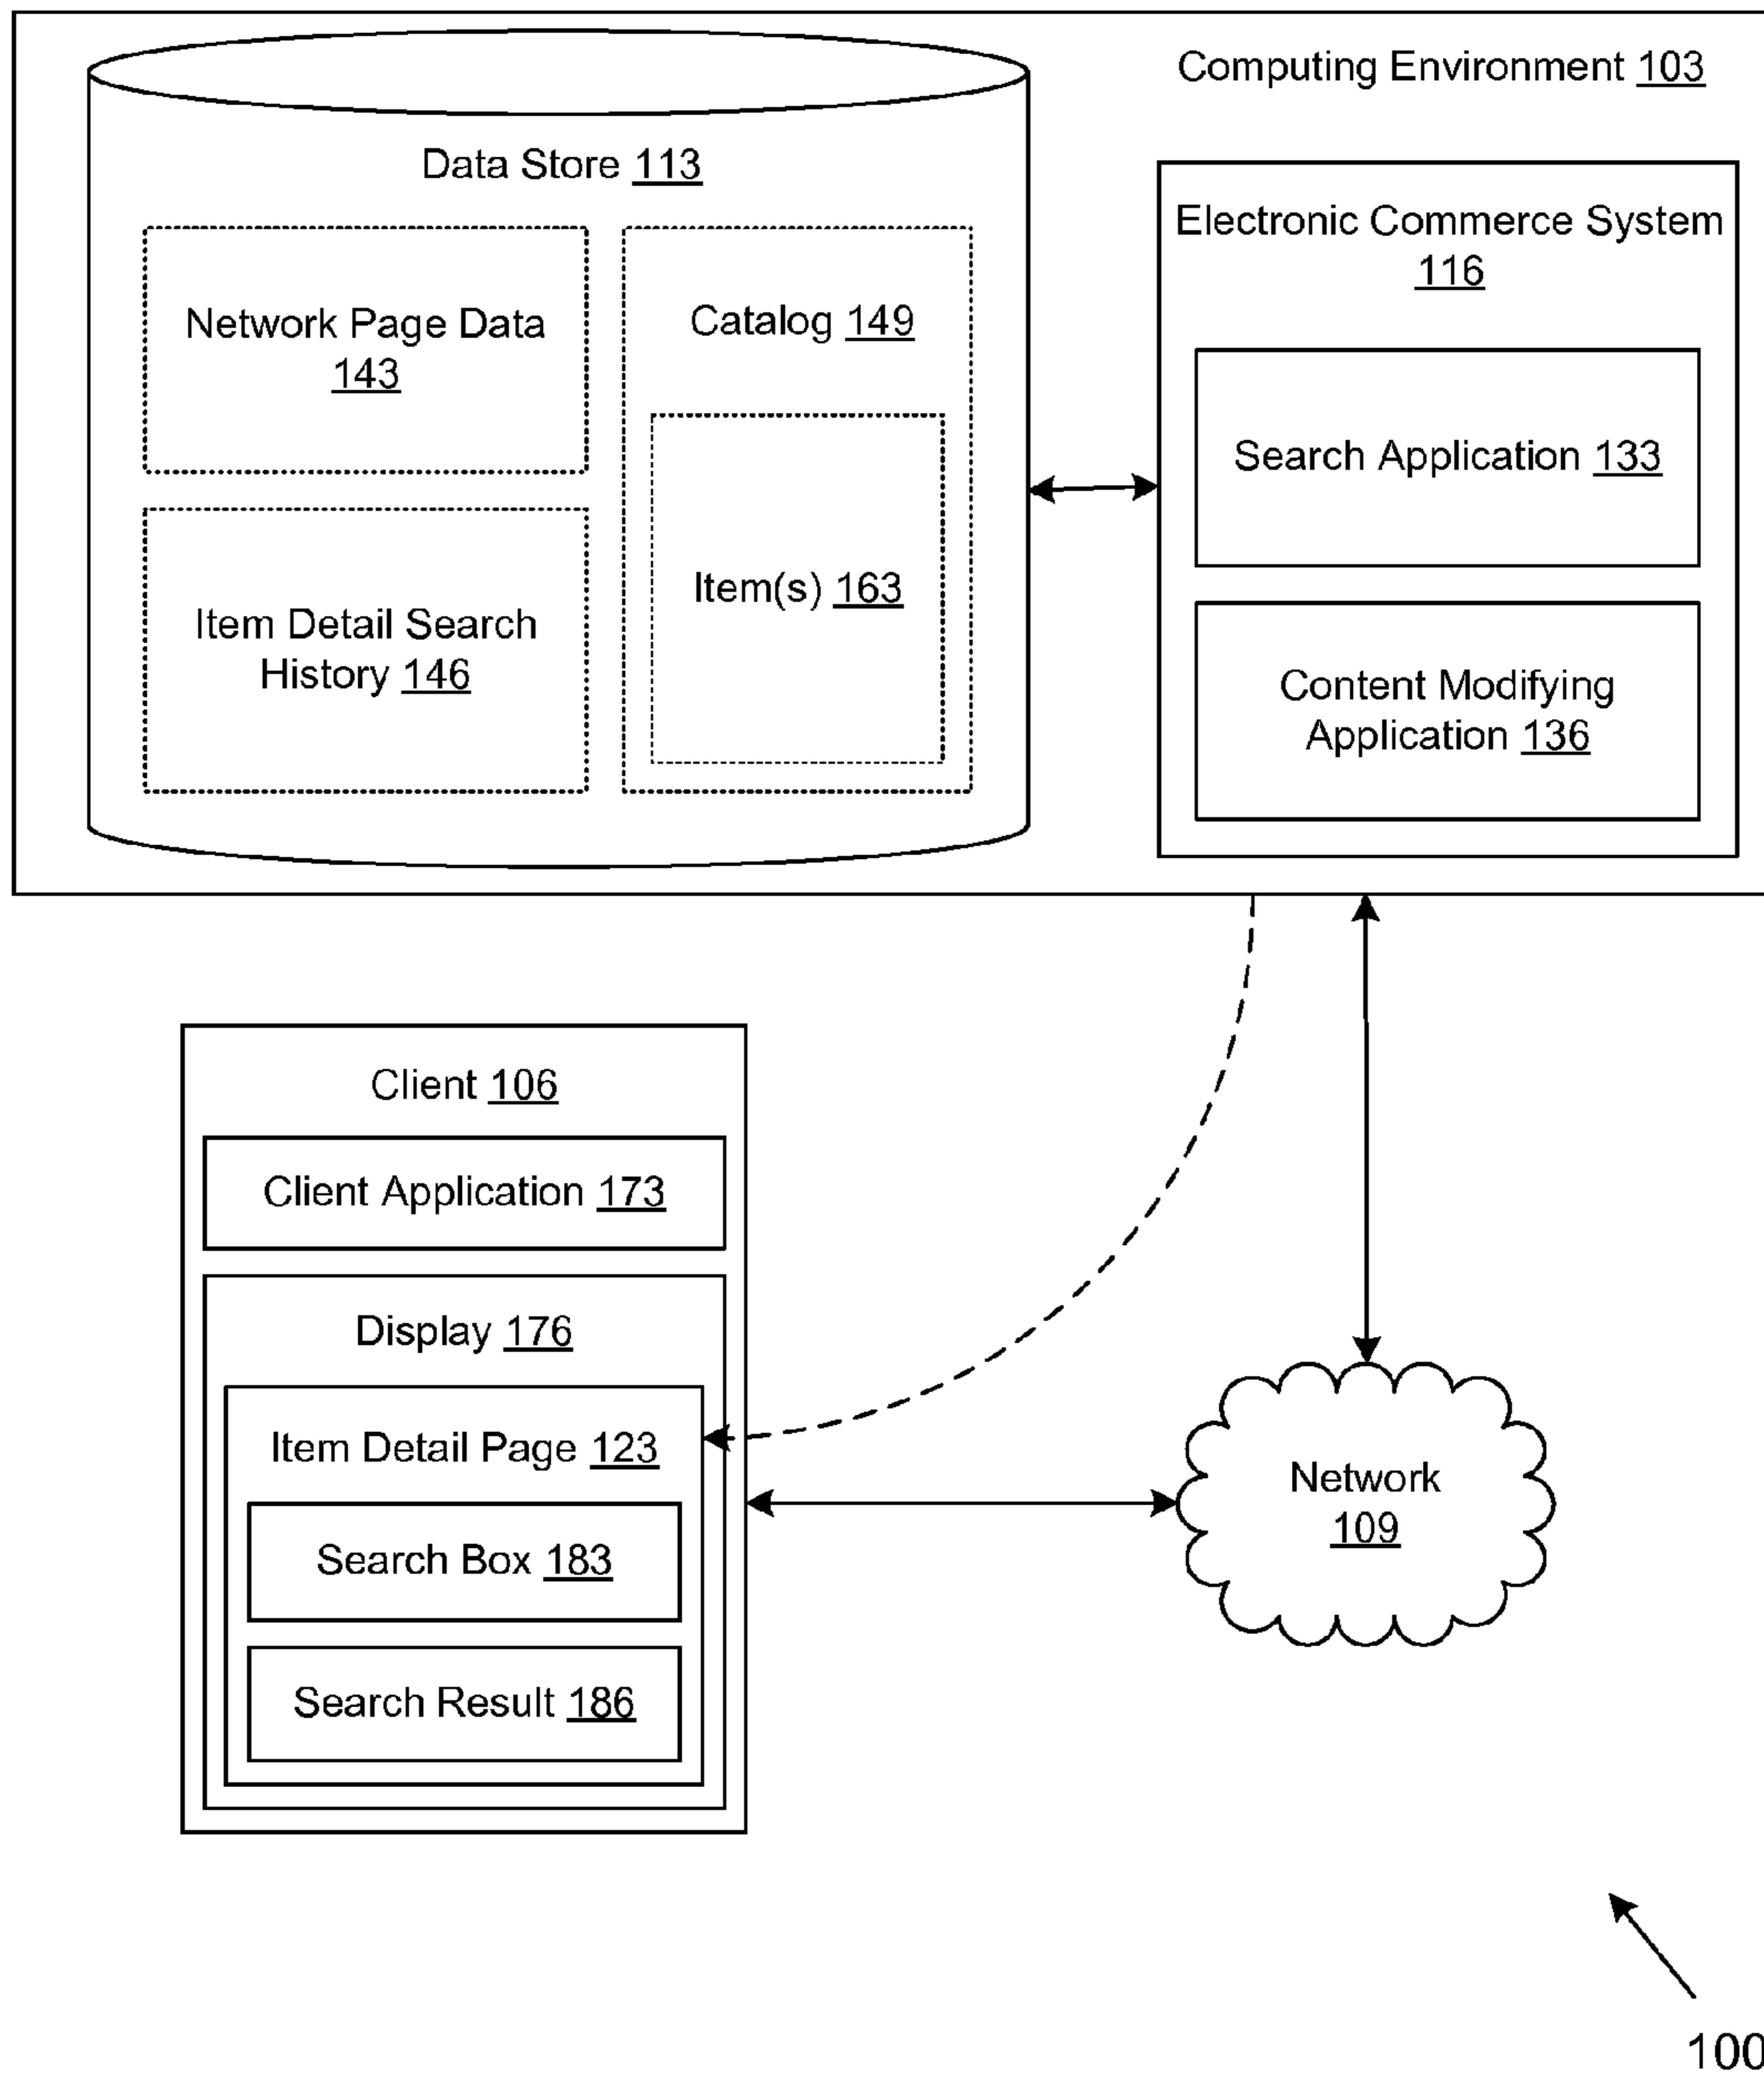 Computing Environment 103
Data Store 113
Network Page Data
143
Item Detail Search
History 146
Catalog 149
Item(s) 163
Electronic Commerce System
116
Search Application 133
Content Modifying
Application 136
Client 106
Client Application 173
Display 176
Item Detail Page 123
Search Box 183
Search Result 186
Network
109
100